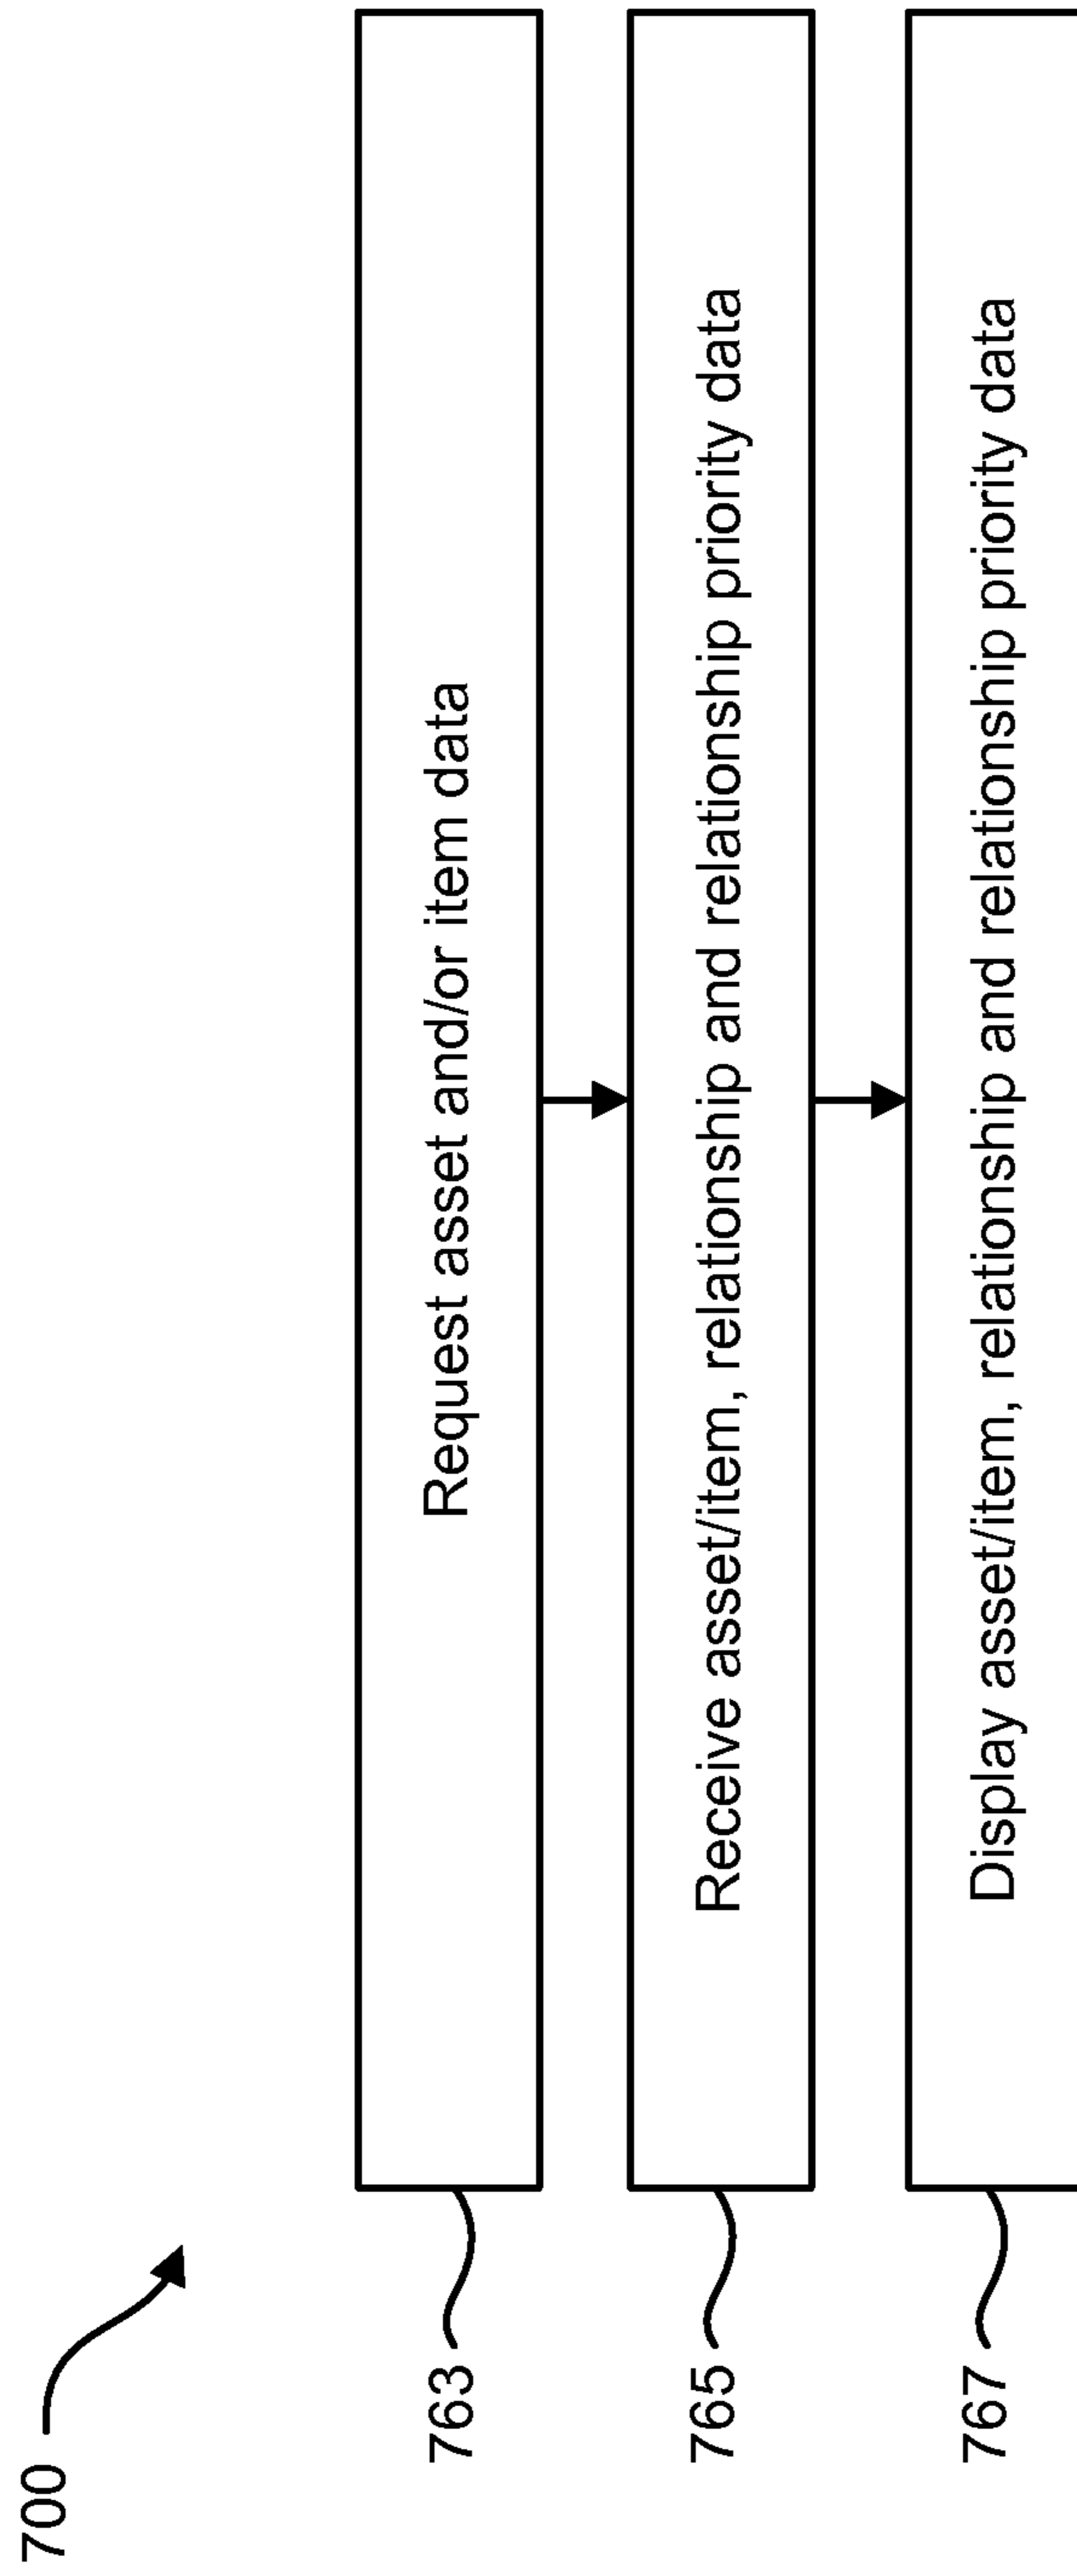 700
763
Request asset and/or item data
765
Receive asset/item, relationship and relationship priority data
767
Display asset/item, relationship and relationship priority data